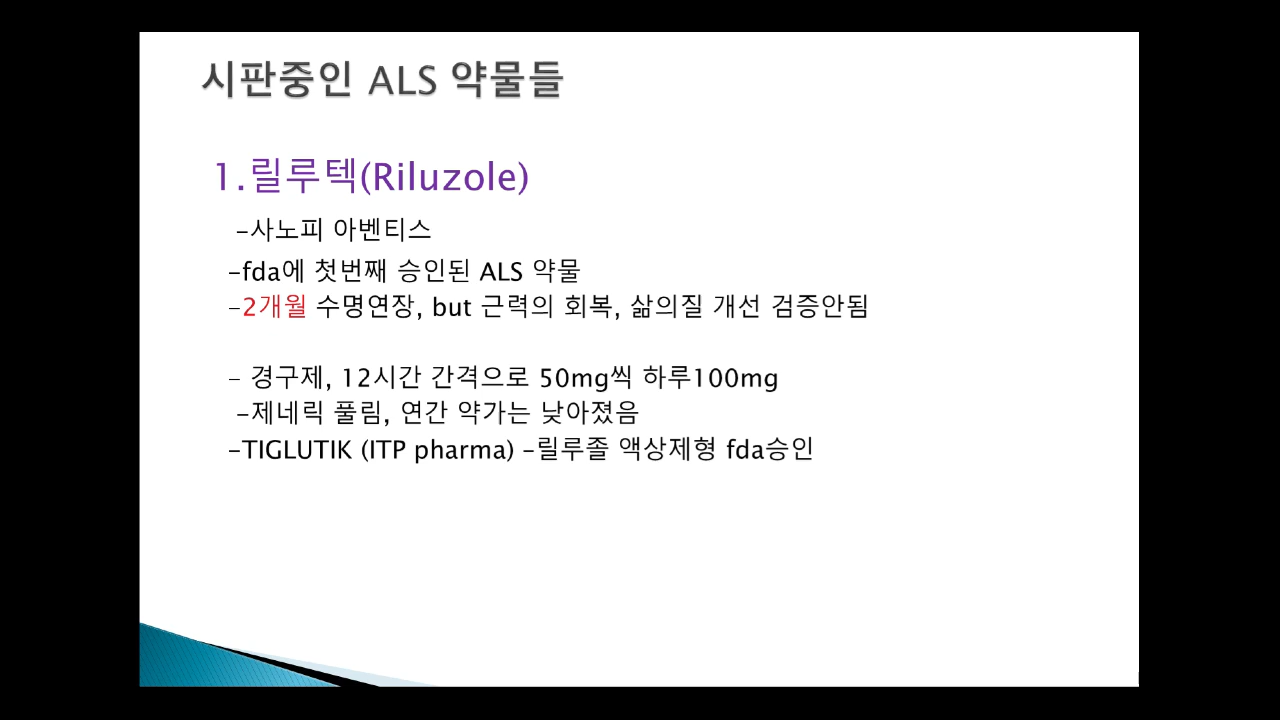 시판중인 ALS 약물들
1.릴루텍(Riluzole)
-사노피 아벤티스
-fda에 첫번째 승인된 ALS 약물
-2개월 수명연장, but 근력의 회복, 삶의질 개선 검증안됨
- 경구제, 12시간 간격으로 50mg씩 하루100mg
-제네릭 풀림, 연간 약가는 낮아졌음
-TIGLUTIK (ITP pharma) -릴루졸 액상제형 fda승인